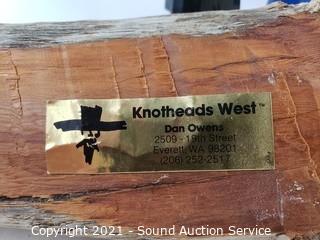 Knotheads West™
Dan Owens
2509 - 19th Street
Everett, WA 98201
(206) 252-2517
Copyright 2021 - Sound Auction Service